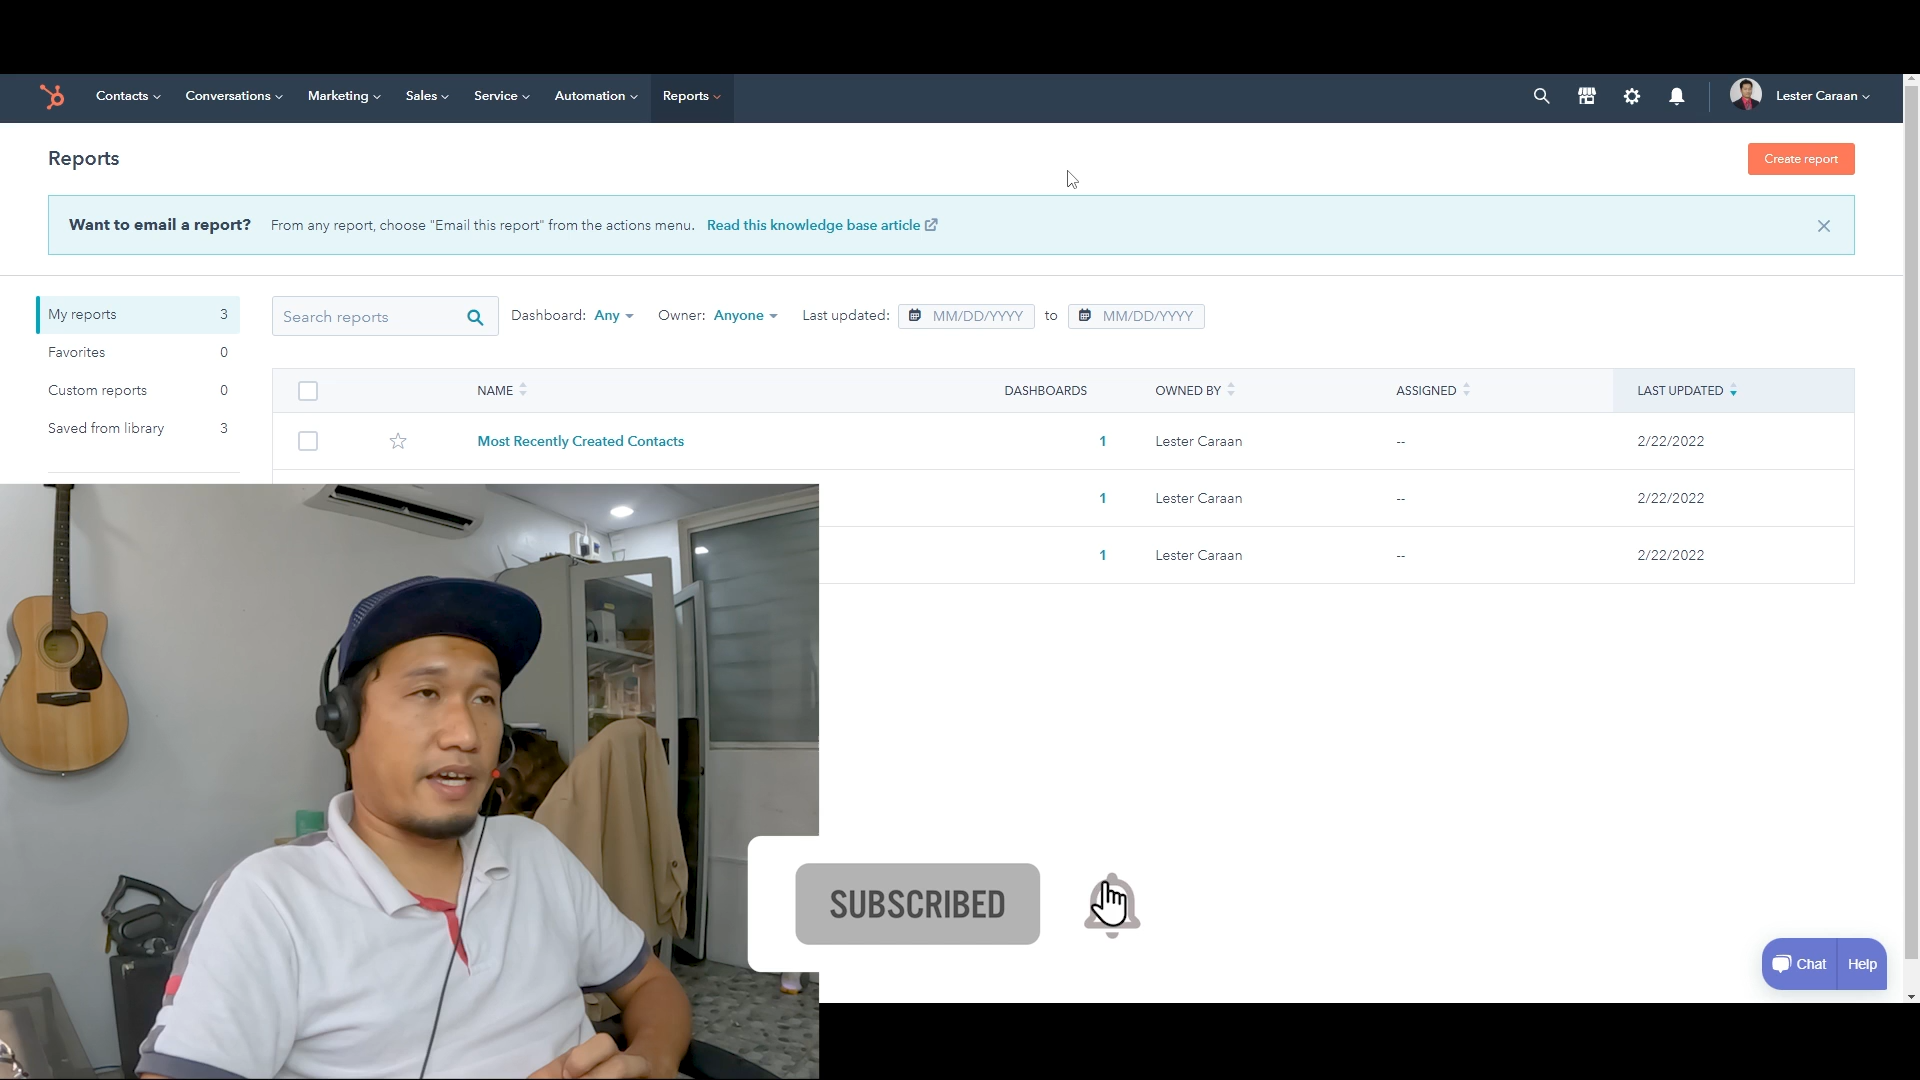 Contacts Conversations Marketing Sales Service Automation Reports Lester Caraan
Reports
Create report
Want to email a report? From any report, choose "Email this report" from the actions menu. Read this knowledge base article
My reports 3
Favorites 0
Custom reports 0
Saved from library 3
Search reports Dashboard: Any Owner: Anyone Last updated: MM/DD/YYYY to MM/DD/YYYY
NAME DASHBOARDS OWNED BY ASSIGNED LAST UPDATED
Most Recently Created Contacts 1 Lester Caraan -- 2/22/2022
1 Lester Caraan -- 2/22/2022
1 Lester Caraan -- 2/22/2022
SUBSCRIBED
Chat Help